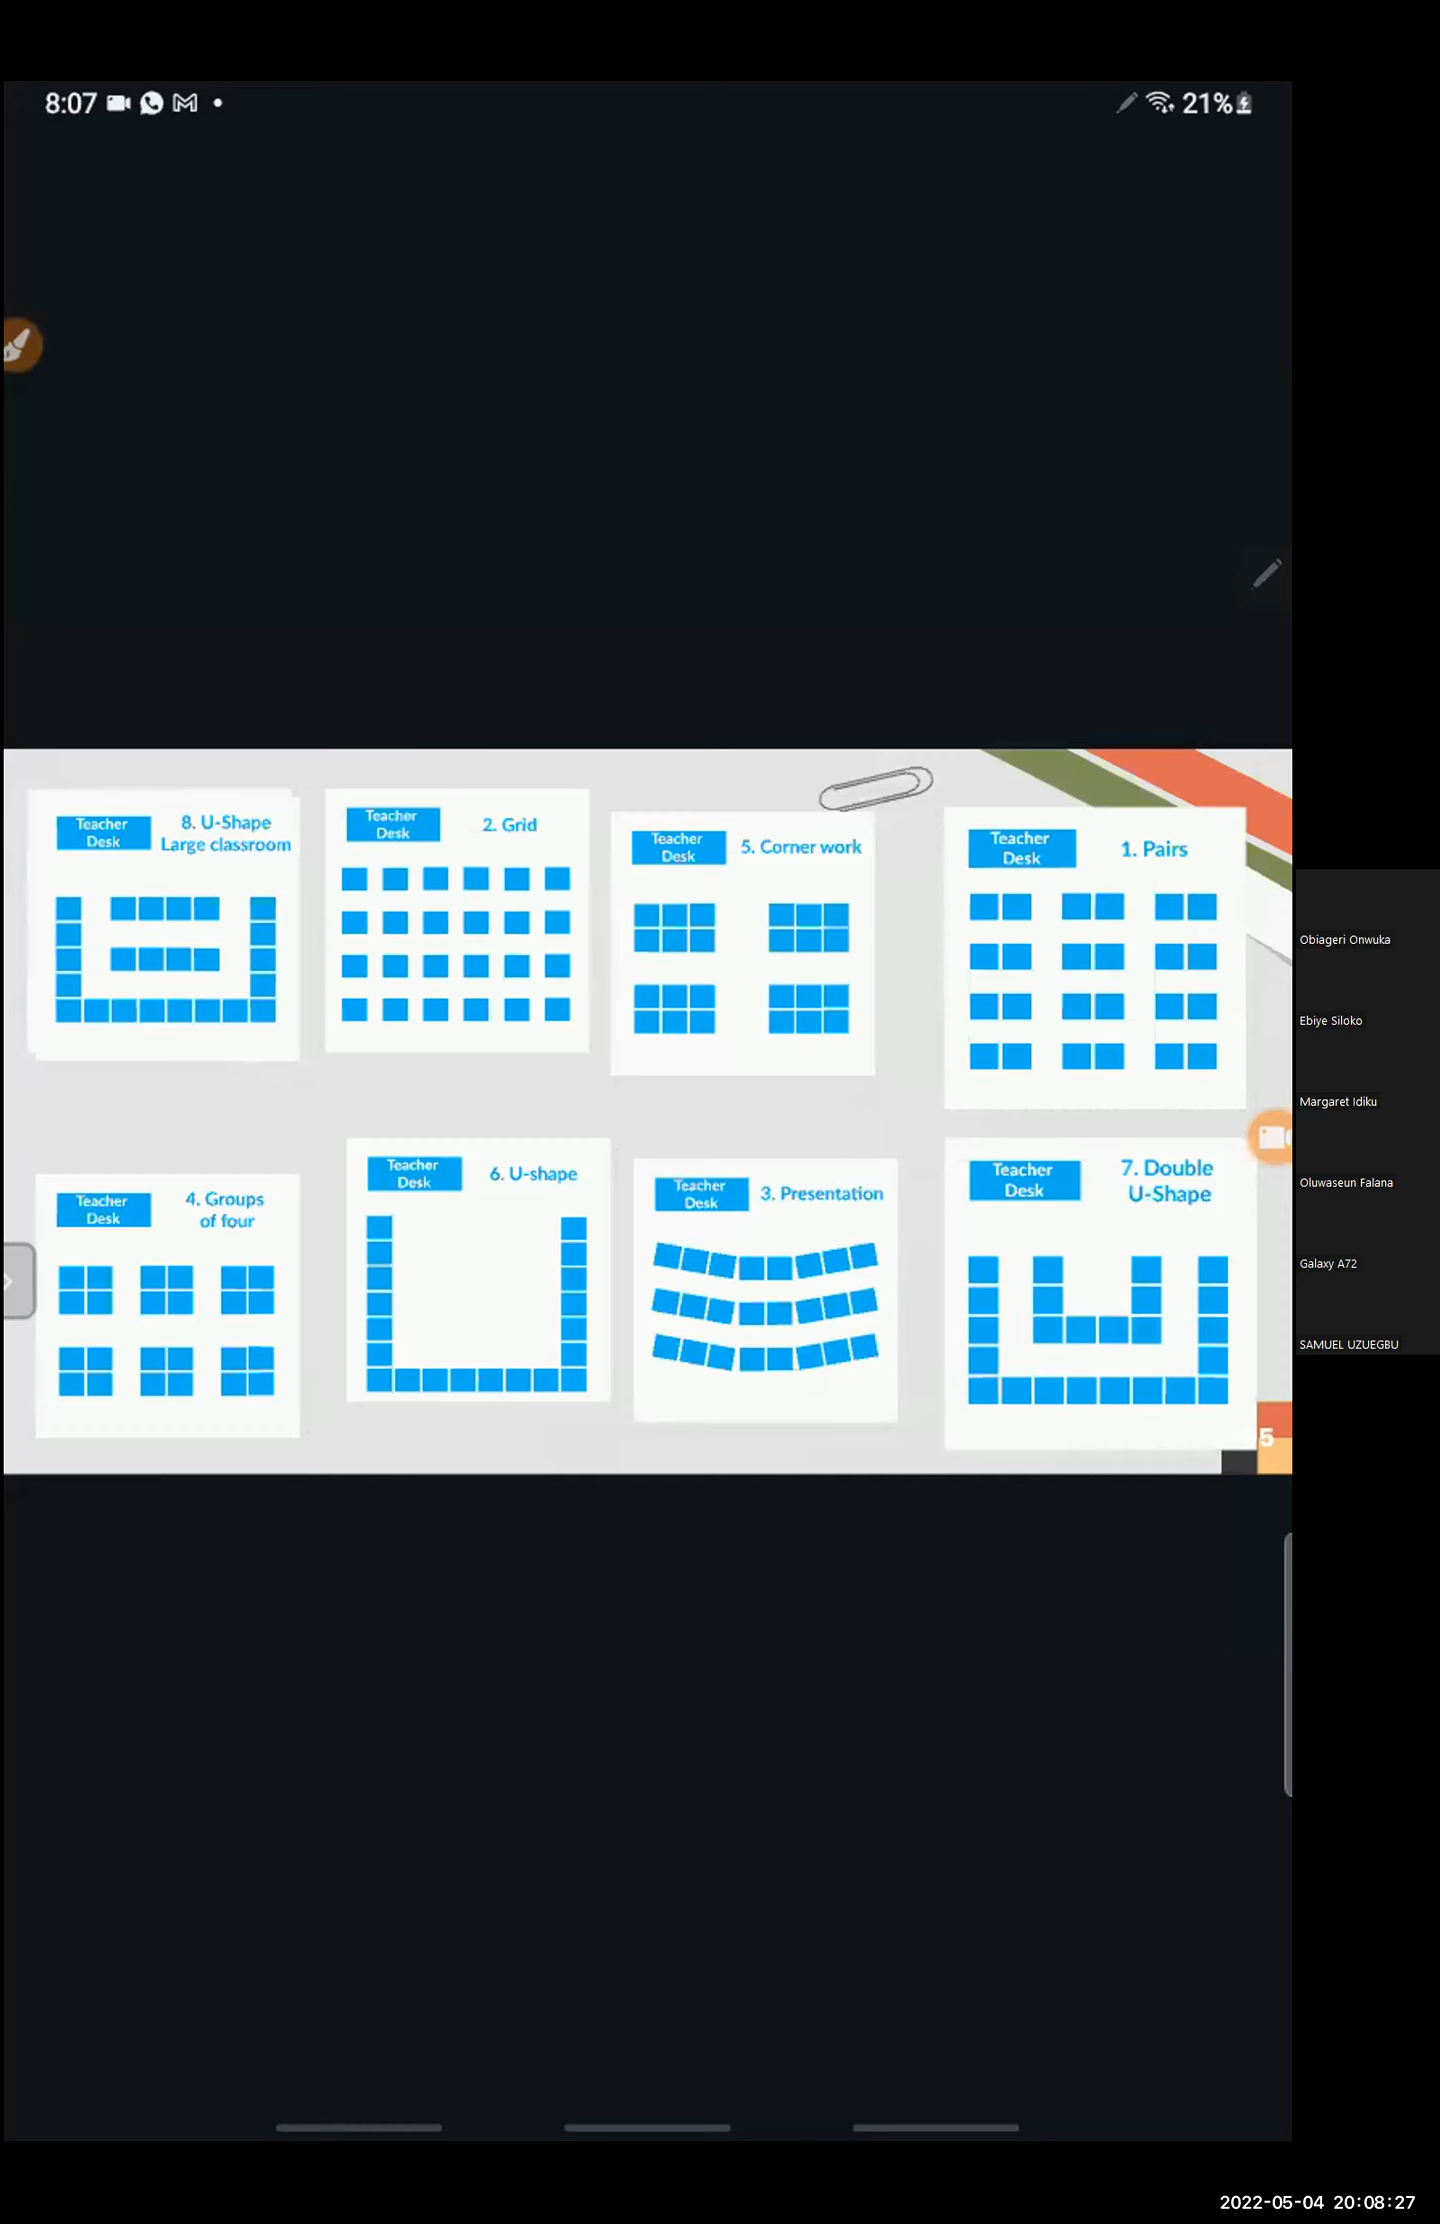 8:07
21%
Teacher
Desk
8. U-Shape
Large classroom
Teacher
Desk
2. Grid
Teacher
Desk
5. Corner work
Teacher
Desk
1. Pairs
Teacher
Desk
4. Groups
of four
Teacher
Desk
6. U-shape
Teacher
Desk
3. Presentation
Teacher
Desk
7. Double
U-Shape
5
Obiageri Onwuka
Ebiye Siloko
Margaret Idiku
Oluwaseun Falana
Galaxy A72
SAMUEL UZUEGBU
2022-05-04 20:08:27